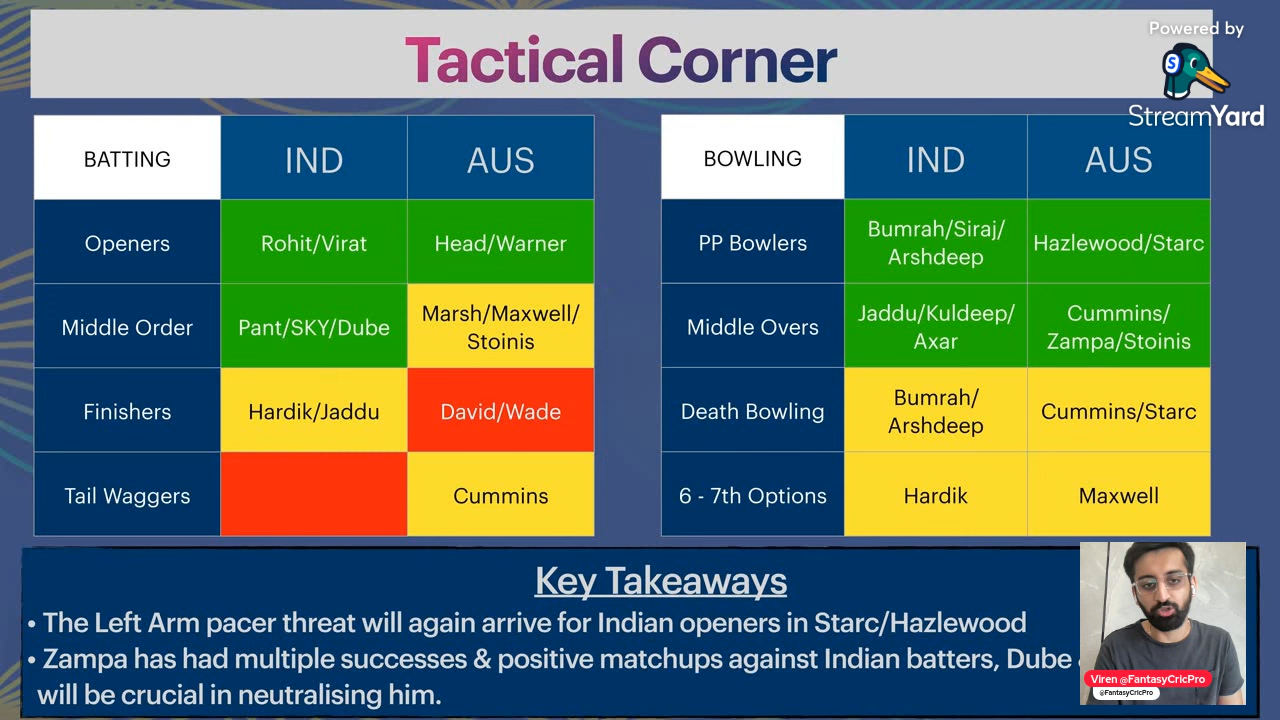 Tactical Corner
Powered by
StreamYard
BATTING IND AUS
Openers Rohit/Virat Head/Warner
Middle Order Pant/SKY/Dube Marsh/Maxwell/
Stoinis
Finishers Hardik/Jaddu David/Wade
Tail Waggers Cummins
BOWLING IND AUS
PP Bowlers Bumrah/Siraj/
Arshdeep Hazlewood/Starc
Middle Overs Jaddu/Kuldeep/
Axar Cummins/
Zampa/Stoinis
Death Bowling Bumrah/
Arshdeep Cummins/Starc
6 - 7th Options Hardik Maxwell
Key Takeaways
• The Left Arm pacer threat will again arrive for Indian openers in Starc/Hazlewood
• Zampa has had multiple successes & positive matchups against Indian batters, Dube
will be crucial in neutralising him.
Viren @FantasyCricPro
@FantasyCricPro